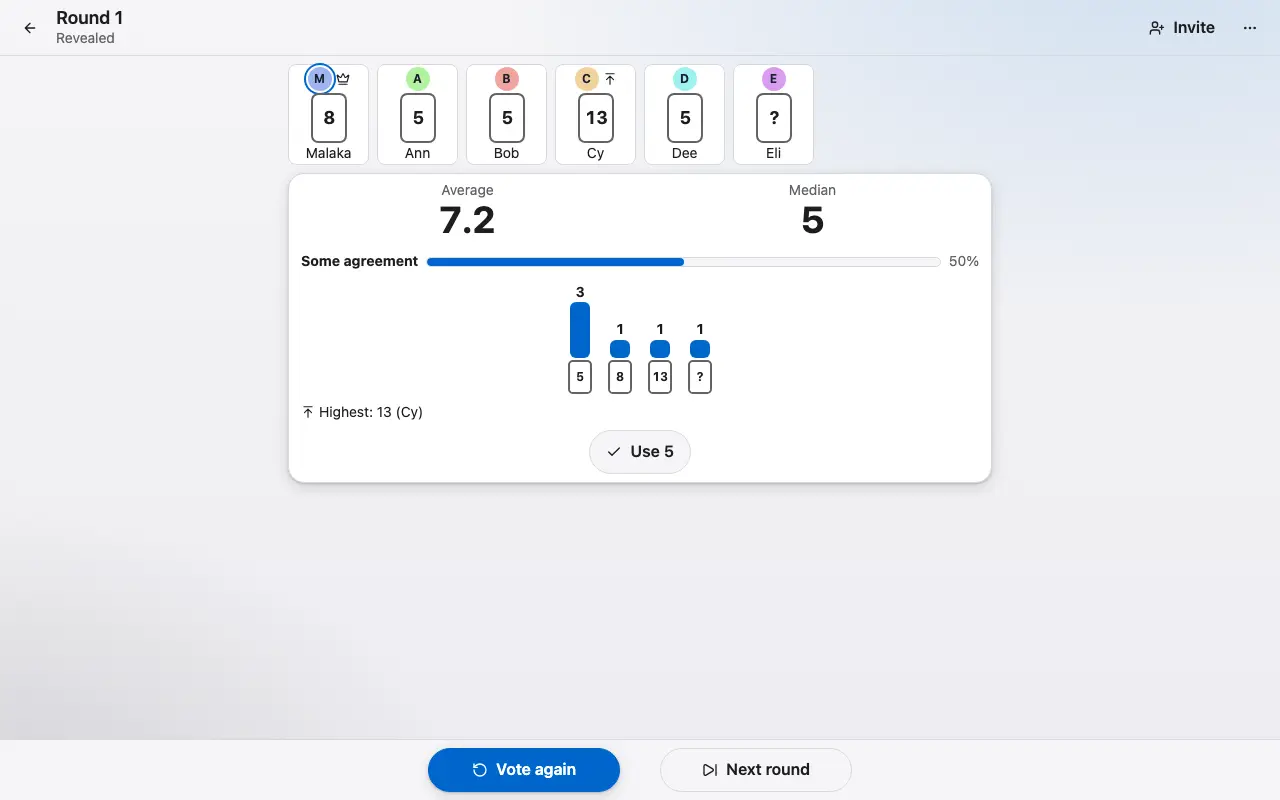 Round 1
Revealed
Invite
M A B C D E
8 5 5 13 5 ?
Malaka Ann Bob Cy Dee Eli
Average Median
7.2 5
Some agreement 50%
3
1 1 1
5 8 13 ?
Highest: 13 (Cy)
Use 5
Vote again Next round